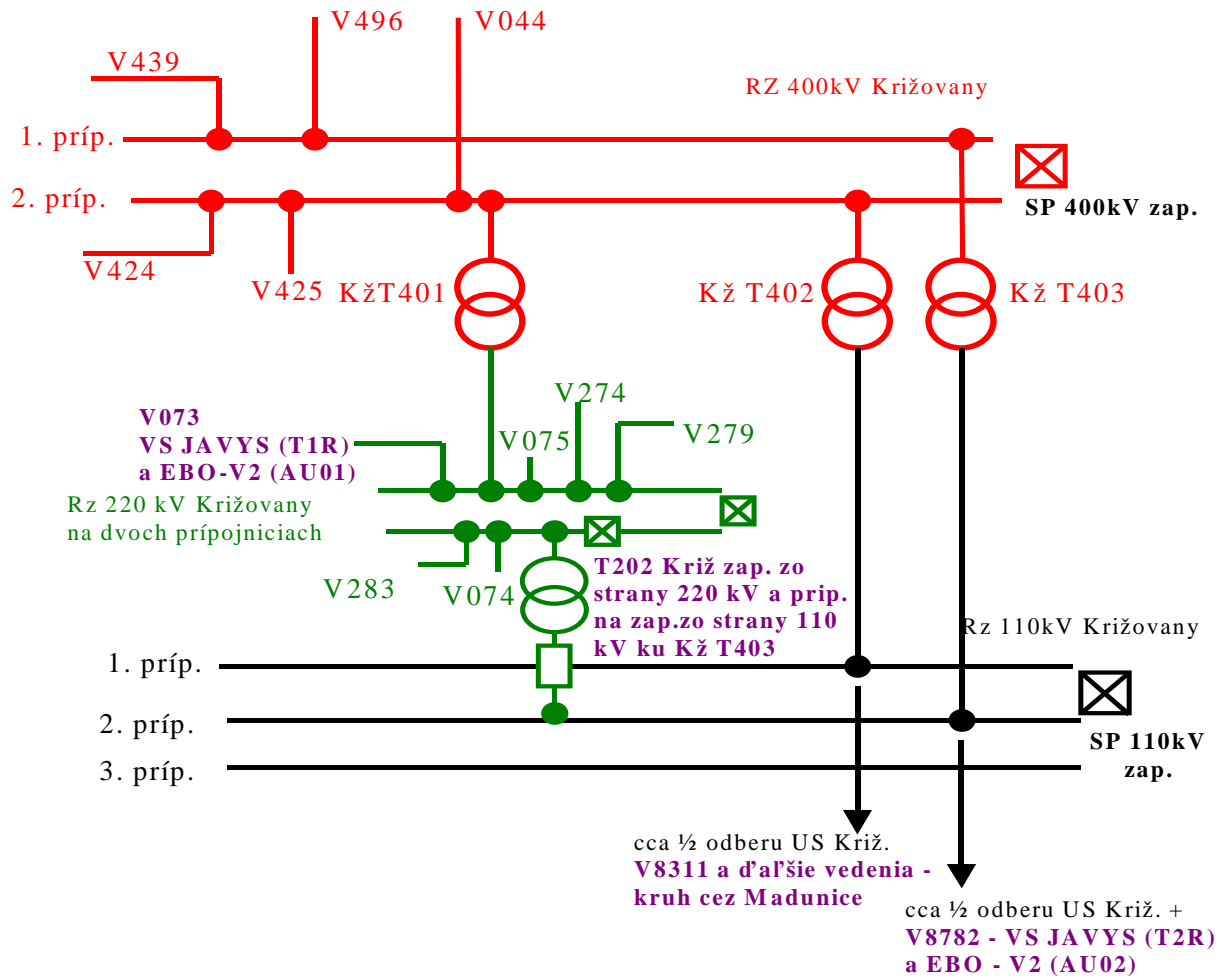 V496
V044
V439
RZ 400kV Križovany
1. príp.
2. príp.
SP 400kV zap.
V424
V425
KžT401
Kž T402
Kž T403
V274
V073
VS JAVYS (T1R)
a EBO-V2 (AU01)
V075
V279
Rz 220 kV Križovany
na dvoch prípojniciach
V283
V074
T202 Križ zap. zo
strany 220 kV a prip.
na zap.zo strany 110
kV ku Kž T403
Rz 110kV Križovany
1. príp.
2. príp.
3. príp.
SP 110kV
zap.
cca ½ odberu US Križ.
V8311 a ďaľšie vedenia -
kruh cez Madunice
cca ½ odberu US Križ. +
V8782 - VS JAVYS (T2R)
a EBO - V2 (AU02)